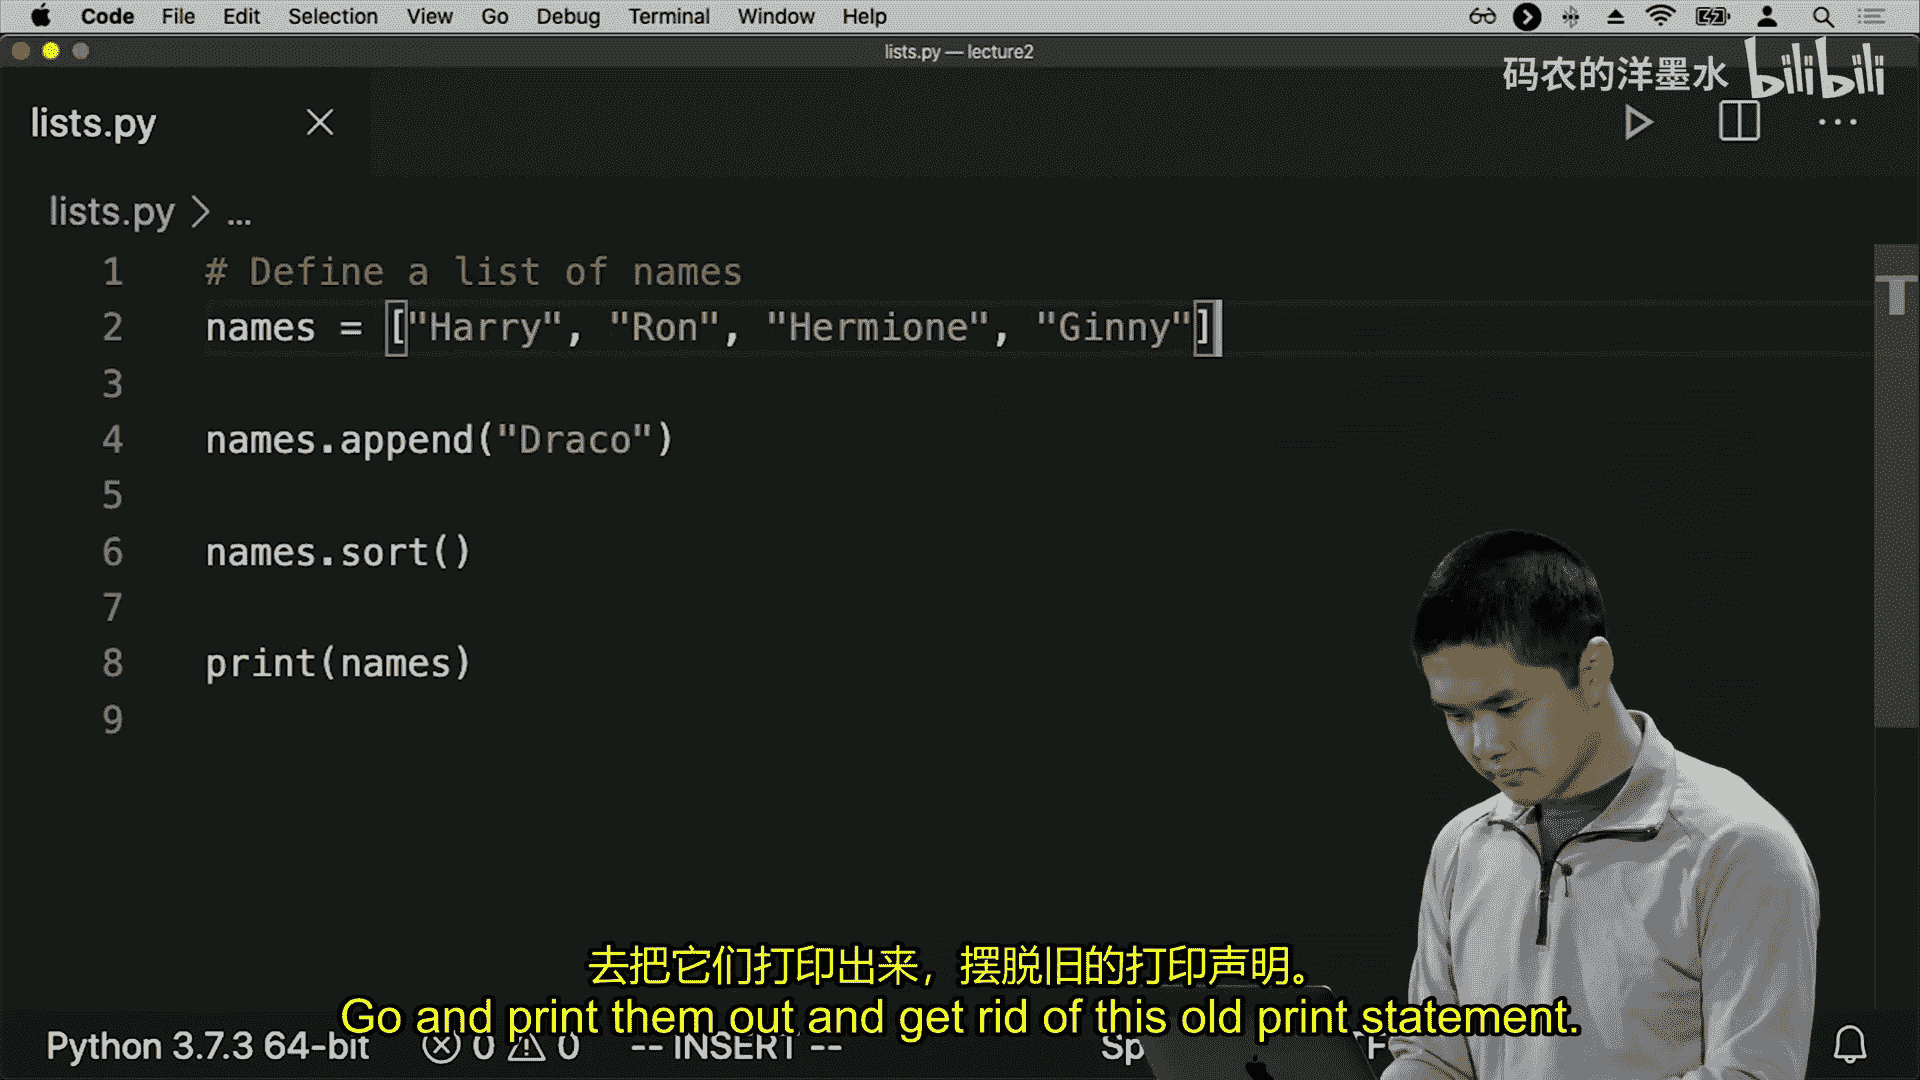 Code File Edit Selection View Go Debug Terminal Window Help
lists.py — lecture2
码农的洋墨水 bilibili
lists.py
lists.py > ...
1 # Define a list of names
2 names = ["Harry", "Ron", "Hermione", "Ginny"]
3
4 names.append("Draco")
5
6 names.sort()
7
8 print(names)
9
去把它们打印出来，摆脱旧的打印声明。
Go and print them out and get rid of this old print statement.
Python 3.7.3 64-bit 0 0 -- INSERT --